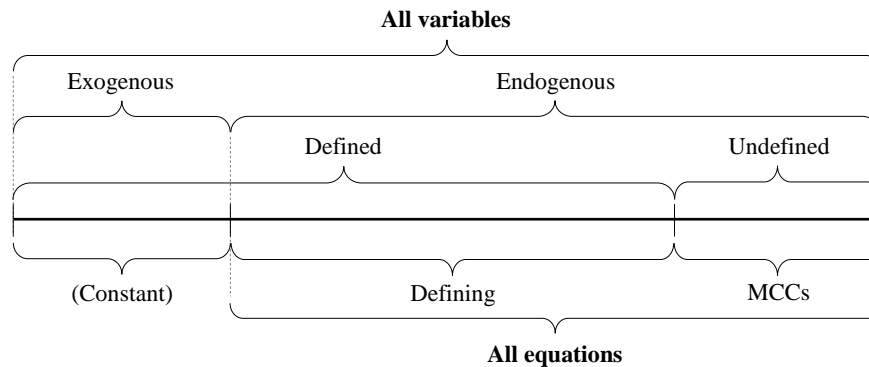 All variables
Exogenous Endogenous
Defined Undefined
(Constant) Defining MCCs
All equations